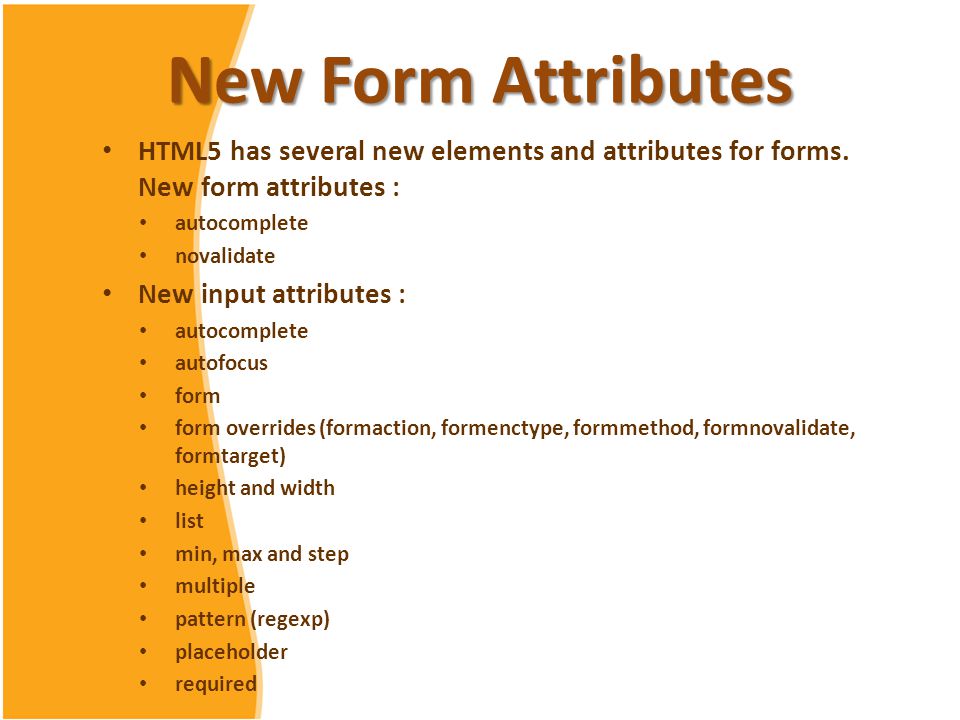 New Form Attributes
• HTML5 has several new elements and attributes for forms.
New form attributes :
• autocomplete
• novalidate
• New input attributes :
• autocomplete
• autofocus
• form
• form overrides (formaction, formenctype, formmethod, formnovalidate,
formtarget)
• height and width
• list
• min, max and step
• multiple
• pattern (regexp)
• placeholder
• required